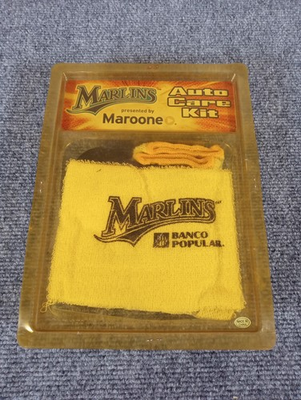 MARLINS
presented by
Maroone
Auto
Care
Kit
MARLINS
BANCO
POPULAR